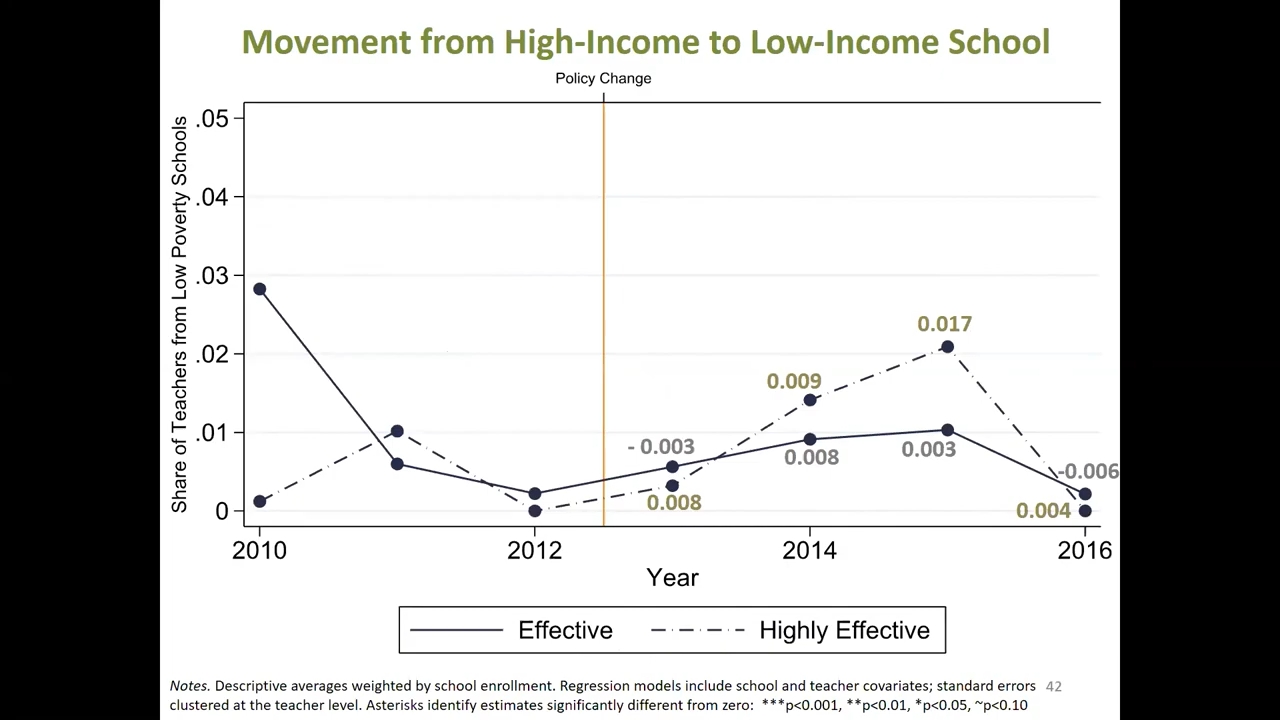 Movement from High-Income to Low-Income School
Policy Change
Share of Teachers from Low Poverty Schools
.05
.04
.03
.02
.01
0
0.017
0.009
- 0.003
0.008
0.003
-0.006
0.008
0.004
2010
2012
2014
2016
Year
Effective
Highly Effective
Notes. Descriptive averages weighted by school enrollment. Regression models include school and teacher covariates; standard errors
clustered at the teacher level. Asterisks identify estimates significantly different from zero: ***p<0.001, **p<0.01, *p<0.05, ~p<0.10
42